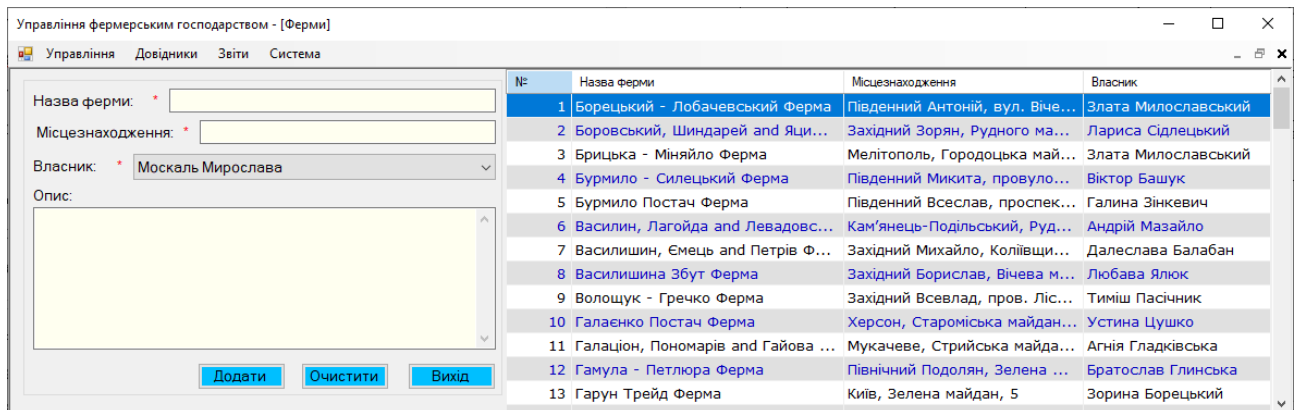 Управління фермерським господарством - [Ферми]
Управління Довідники Звіти Система
Назва ферми: *
Місцезнаходження: *
Власник: * Москаль Мирослава
Опис:
Додати Очистити Вихід
№ Назва ферми Місцезнаходження Власник
1 Борецький - Лобачевський Ферма Південний Антоній, вул. Віче... Злата Милославський
2 Боровський, Шиндарей and Яци... Західний Зорян, Рудного ма... Лариса Сідлецький
3 Брицька - Міняйло Ферма Мелітополь, Городоцька май... Злата Милославський
4 Бурмило - Силецький Ферма Південний Микита, провуло... Віктор Башук
5 Бурмило Постач Ферма Південний Всеслав, проспек... Галина Зінкевич
6 Василин, Лагойда and Левадовс... Кам’янець-Подільський, Руд... Андрій Мазайло
7 Василишин, Ємець and Петрів Ф... Західний Михайло, Коліївщи... Далеслава Балабан
8 Василишина Збут Ферма Західний Борислав, Вічева м... Любава Ялюк
9 Волощук - Гречко Ферма Західний Всевлад, пров. Ліс... Тиміш Пасічник
10 Галаєнко Постач Ферма Херсон, Староміська майдан... Устина Цушко
11 Галаціон, Пономарів and Гайова ... Мукачеве, Стрийська майда... Агнія Гладківська
12 Гамула - Петлюра Ферма Північний Подолян, Зелена ... Братослав Глинська
13 Гарун Трейд Ферма Київ, Зелена майдан, 5 Зорина Борецький